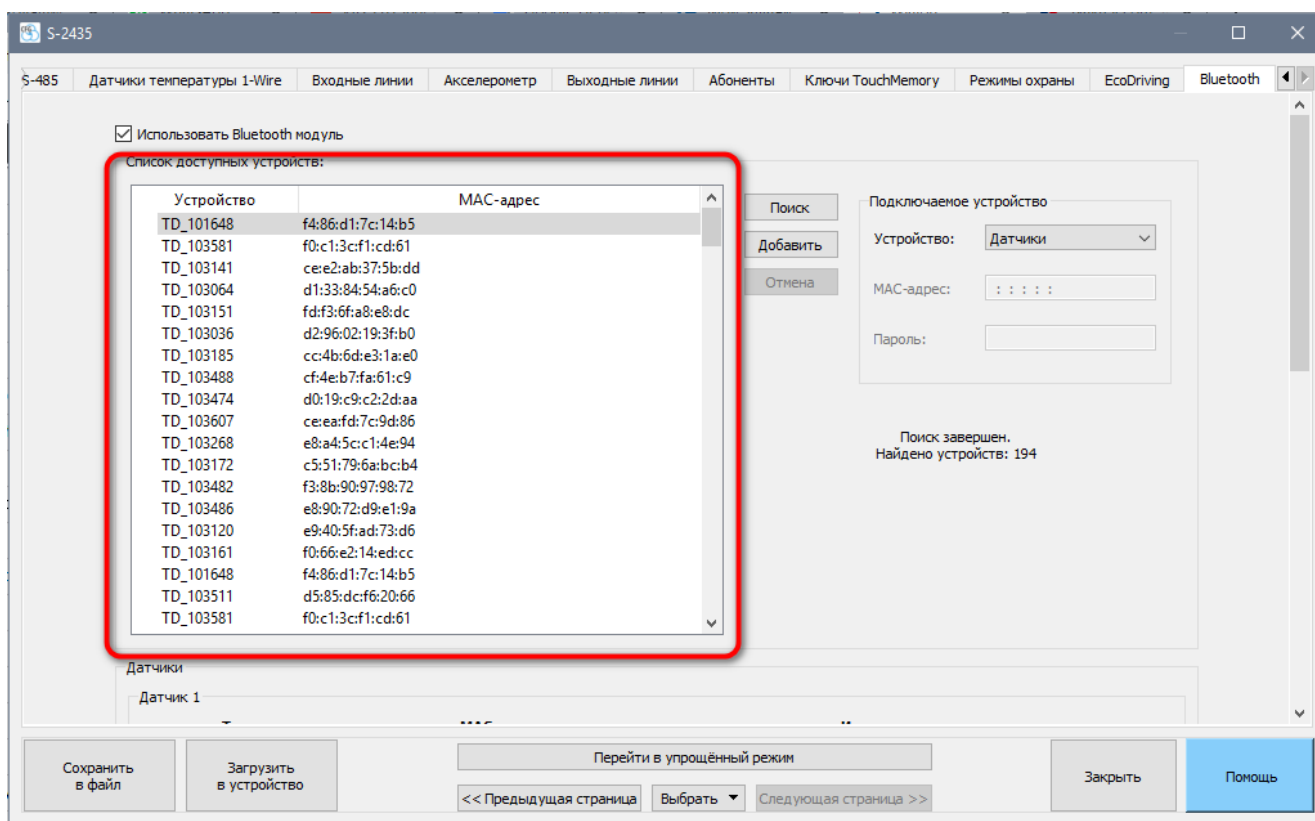 S-2435
S-485 Датчики температуры 1-Wire Входные линии Акселерометр Выходные линии Абоненты Ключи TouchMemory Режимы охраны EcoDriving Bluetooth
Использовать Bluetooth модуль
Список доступных устройств:
Устройство MAC-адрес
TD_101648 f4:86:d1:7c:14:b5
TD_103581 f0:c1:3c:f1:cd:61
TD_103141 ce:e2:ab:37:5b:dd
TD_103064 d1:33:84:54:a6:c0
TD_103151 fd:f3:6f:a8:e8:dc
TD_103036 d2:96:02:19:3f:b0
TD_103185 cc:4b:6d:e3:1a:e0
TD_103488 cf:4e:b7:fa:61:c9
TD_103474 d0:19:c9:c2:2d:aa
TD_103607 ce:ea:fd:7c:9d:86
TD_103268 e8:a4:5c:c1:4e:94
TD_103172 c5:51:79:6a:bc:b4
TD_103482 f3:8b:90:97:98:72
TD_103486 e8:90:72:d9:e1:9a
TD_103120 e9:40:5f:ad:73:d6
TD_103161 f0:66:e2:14:ed:cc
TD_101648 f4:86:d1:7c:14:b5
TD_103511 d5:85:dc:f6:20:66
TD_103581 f0:c1:3c:f1:cd:61
Поиск
Добавить
Отмена
Подключаемое устройство
Устройство: Датчики
MAC-адрес: : : : : :
Пароль:
Поиск завершен.
Найдено устройств: 194
Датчики
Датчик 1
Сохранить
в файл
Загрузить
в устройство
Перейти в упрощённый режим
<< Предыдущая страница Выбрать Следующая страница >>
Закрыть
Помощь